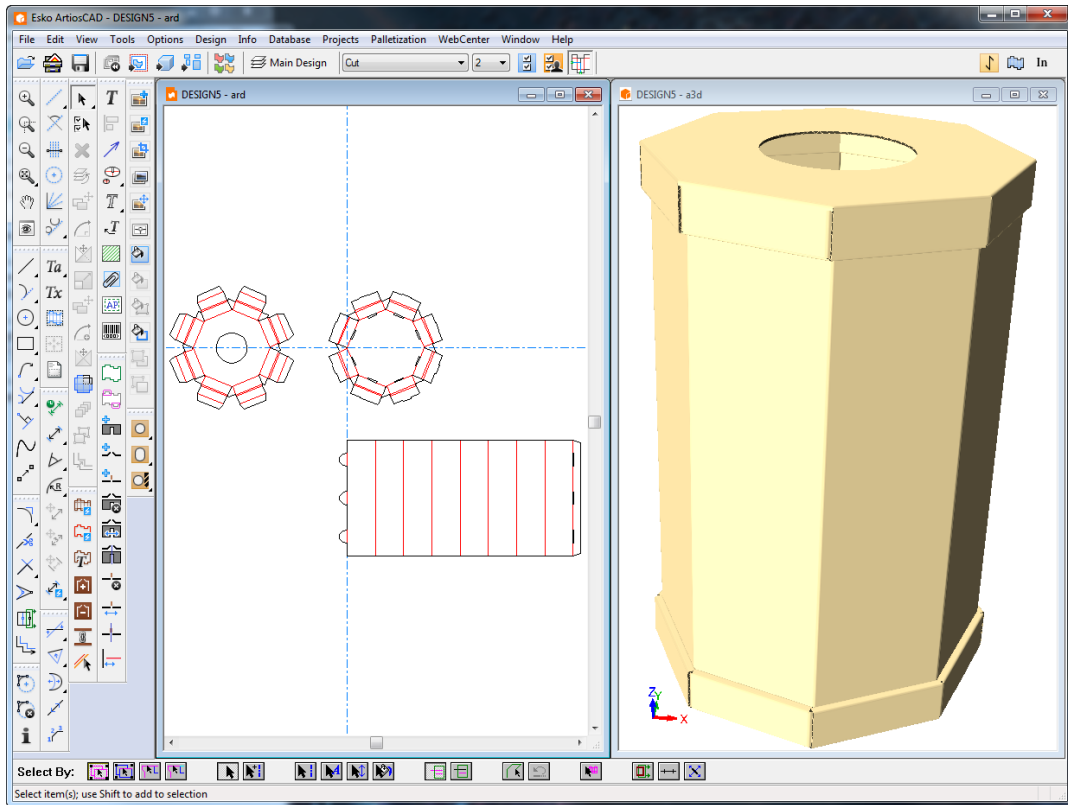 Esko ArtiosCAD - DESIGN5 - ard
File Edit View Tools Options Design Info Database Projects Palletization WebCenter Window Help
Main Design Cut 2 In
DESIGN5 - ard
DESIGN5 - a3d
T
T
T
Ta
Tx
AF
R
T
Z
Y
X
Select By:
Select item(s); use Shift to add to selection